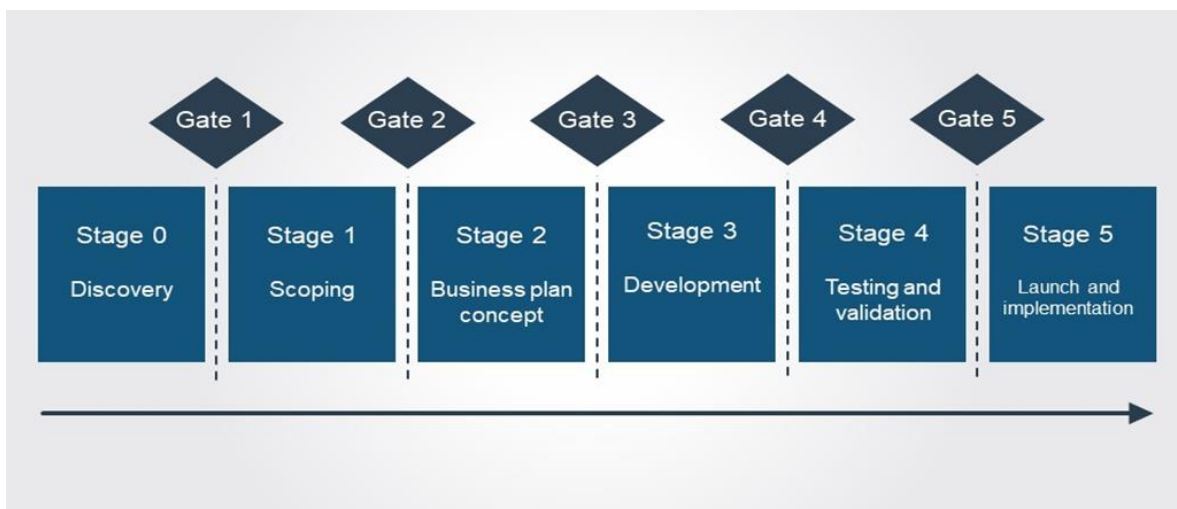 Gate 1
Gate 2
Gate 3
Gate 4
Gate 5
Stage 0
Discovery
Stage 1
Scoping
Stage 2
Business plan
concept
Stage 3
Development
Stage 4
Testing and
validation
Stage 5
Launch and
implementation